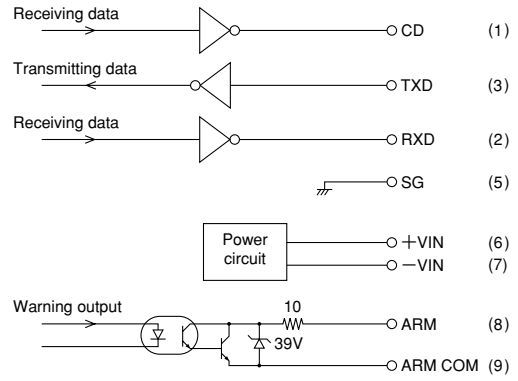 Receiving data
CD (1)
Transmitting data
TXD (3)
Receiving data
RXD (2)
SG (5)
Power
circuit
+VIN (6)
−VIN (7)
Warning output
10
ARM (8)
39V
ARM COM (9)